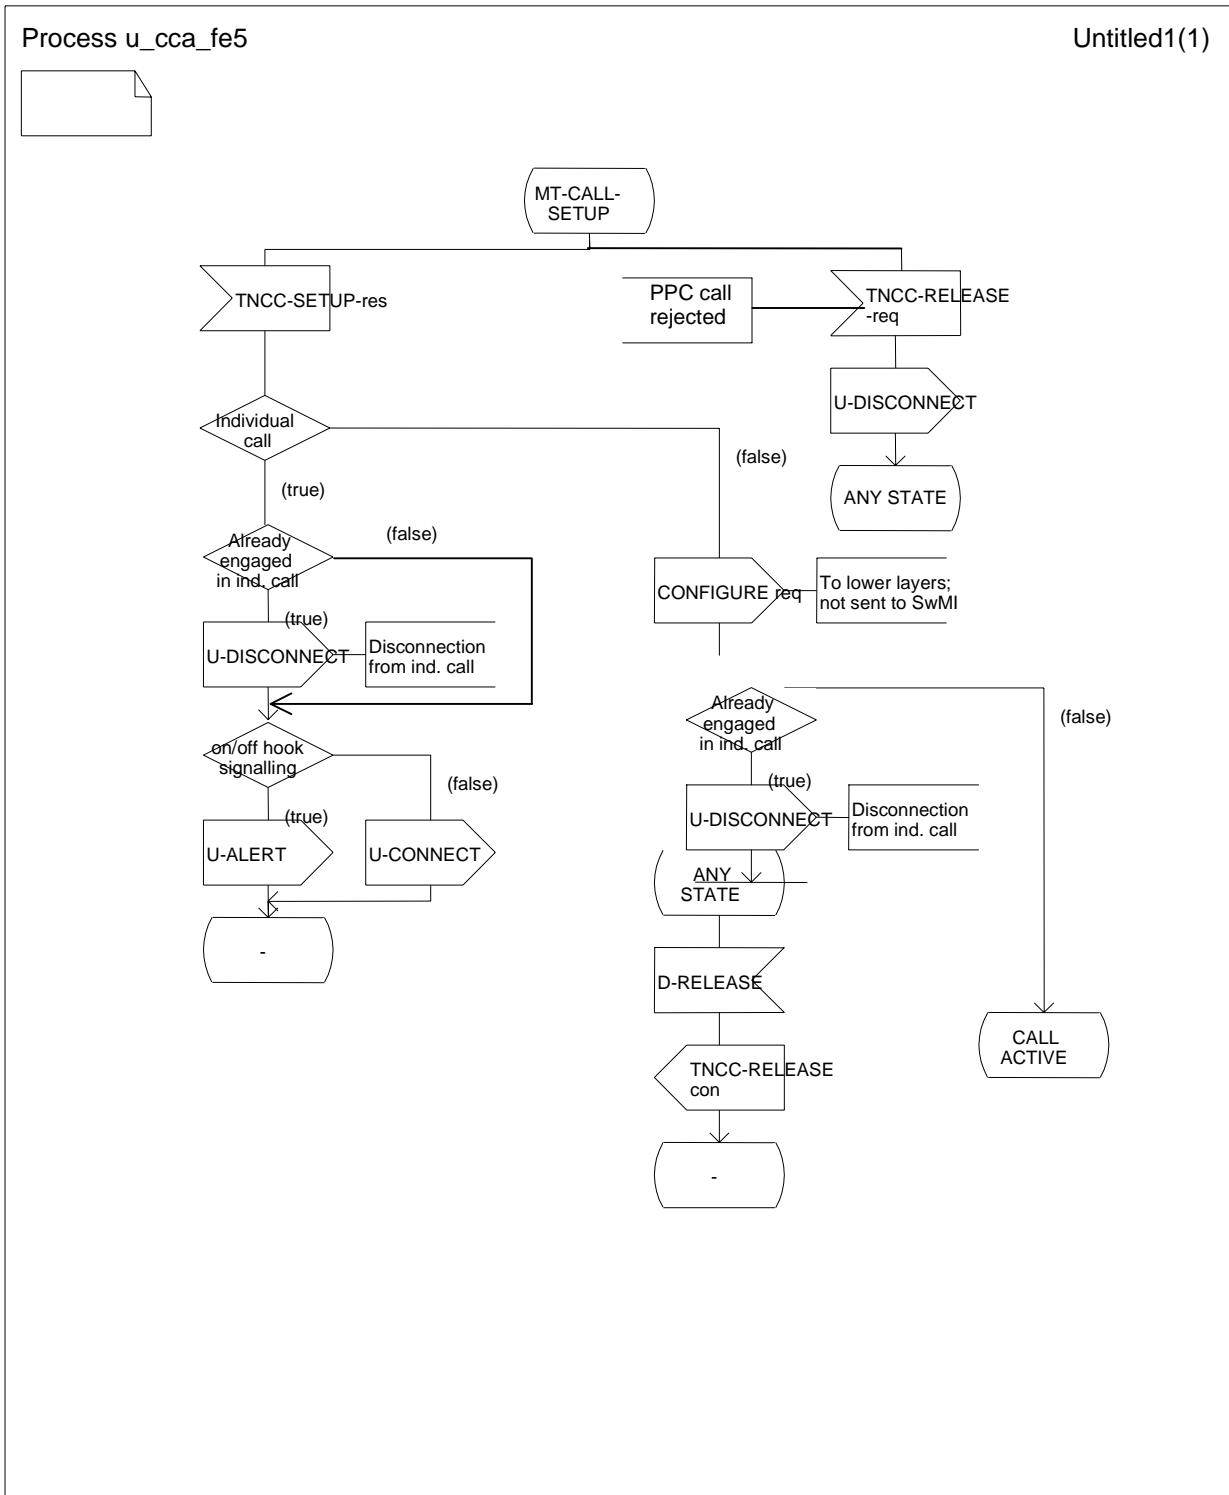 Process u_cca_fe5
Untitled1(1)
MT-CALL-
SETUP
TNCC-SETUP-res
PPC call
rejected
TNCC-RELEASE
-req
U-DISCONNECT
ANY STATE
Individual
call
(true)
(false)
Already
engaged
in ind. call
(false)
(true)
U-DISCONNECT
Disconnection
from ind. call
on/off hook
signalling
(true)
(false)
U-ALERT
U-CONNECT
-
CONFIGURE req
To lower layers;
not sent to SwMI
Already
engaged
in ind. call
(false)
(true)
U-DISCONNECT
Disconnection
from ind. call
ANY
STATE
D-RELEASE
TNCC-RELEASE
con
-
CALL
ACTIVE